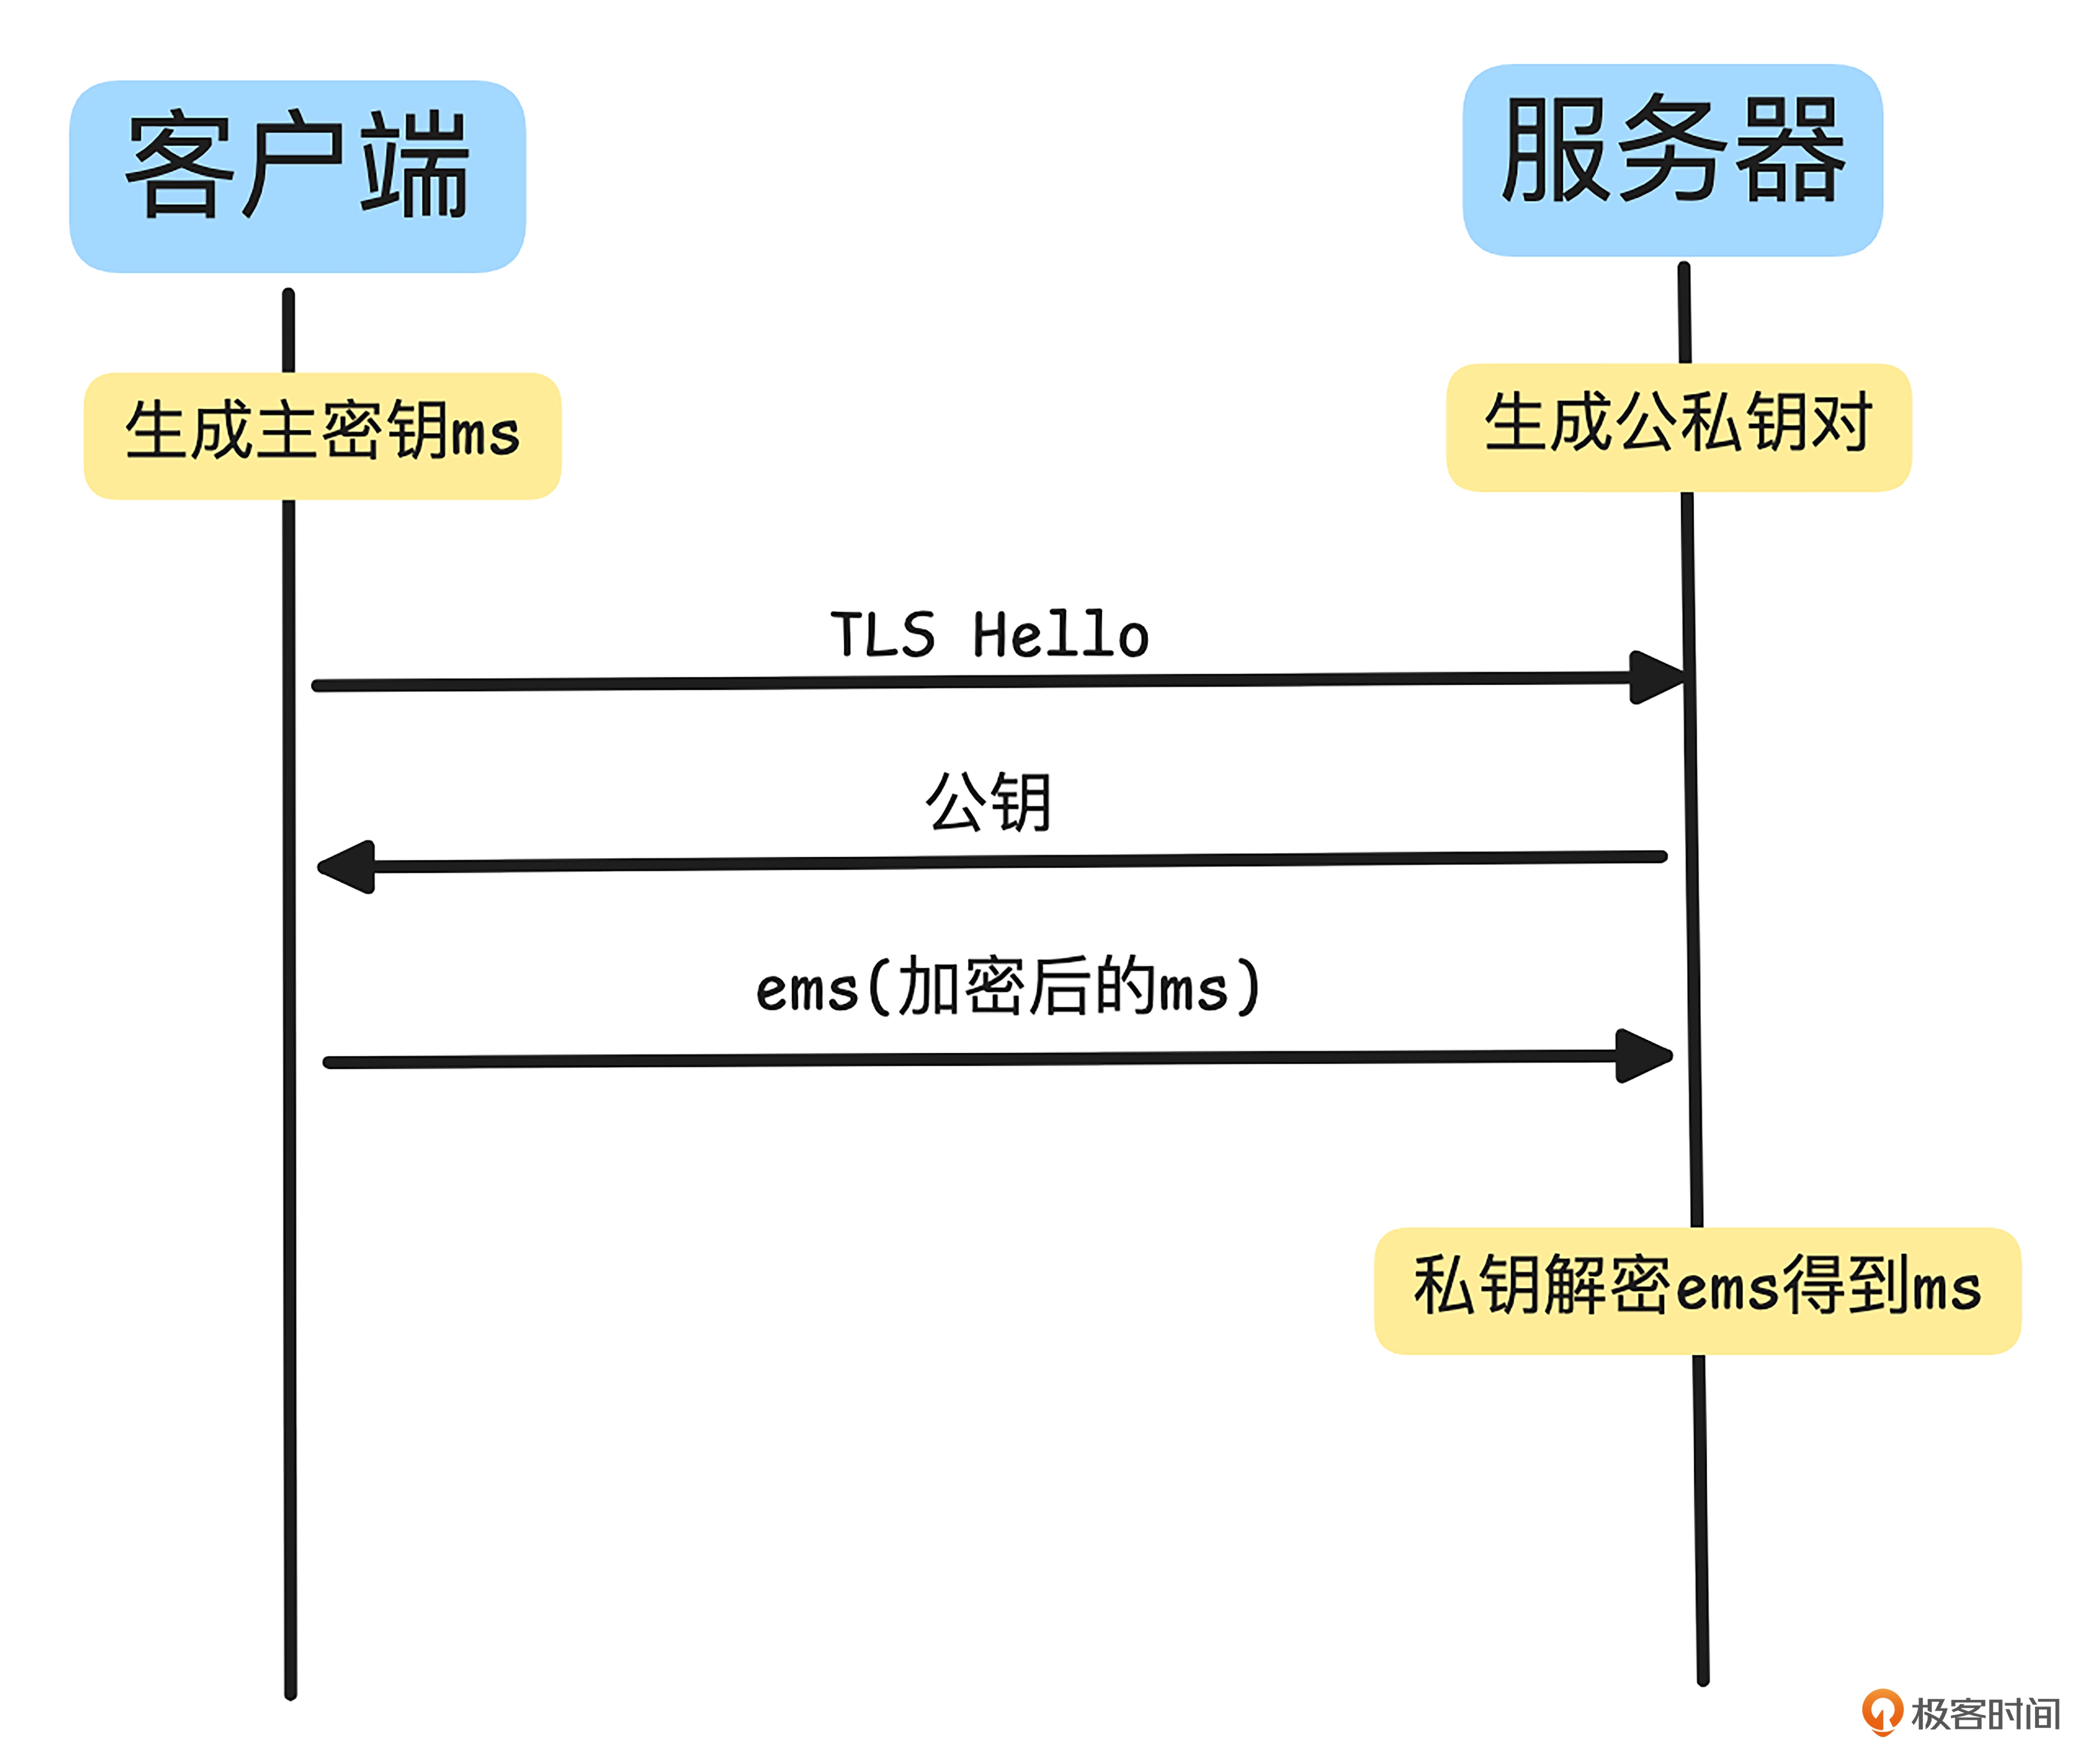 客户端
服务器
生成主密钥ms
生成公私钥对
TLS Hello
公钥
ems(加密后的ms)
私钥解密ems得到ms
极客时间